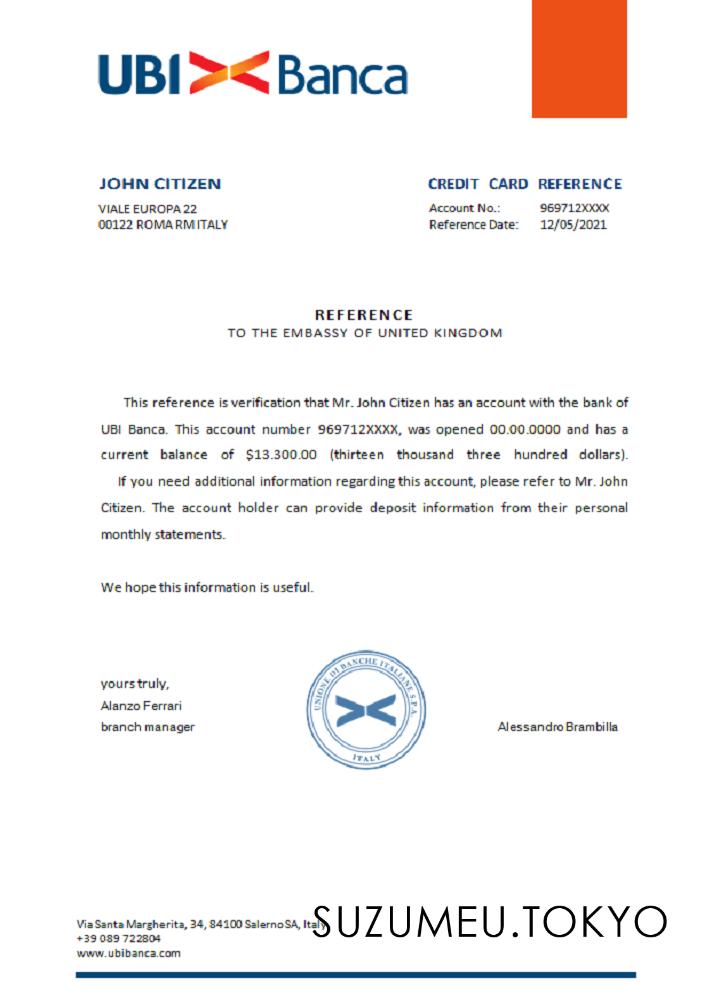 UBI Banca
JOHN CITIZEN
VIALE EUROPA 22
00122 ROMA RM ITALY
CREDIT CARD REFERENCE
Account No.: 969712XXXX
Reference Date: 12/05/2021
REFERENCE
TO THE EMBASSY OF UNITED KINGDOM
This reference is verification that Mr. John Citizen has an account with the bank of
UBI Banca. This account number 969712XXXX, was opened 00.00.0000 and has a
current balance of $13.300.00 (thirteen thousand three hundred dollars).
If you need additional information regarding this account, please refer to Mr. John
Citizen. The account holder can provide deposit information from their personal
monthly statements.
We hope this information is useful.
yours truly,
Alanzo Ferrari
branch manager
UNIONE DI BANCHE ITALIANE S.P.A.
ITALY
Alessandro Brambilla
Via Santa Margherita, 34, 84100 Salerno SA, Italy
+39 089 722804
www.ubibanca.com
SUZUMEU.TOKYO